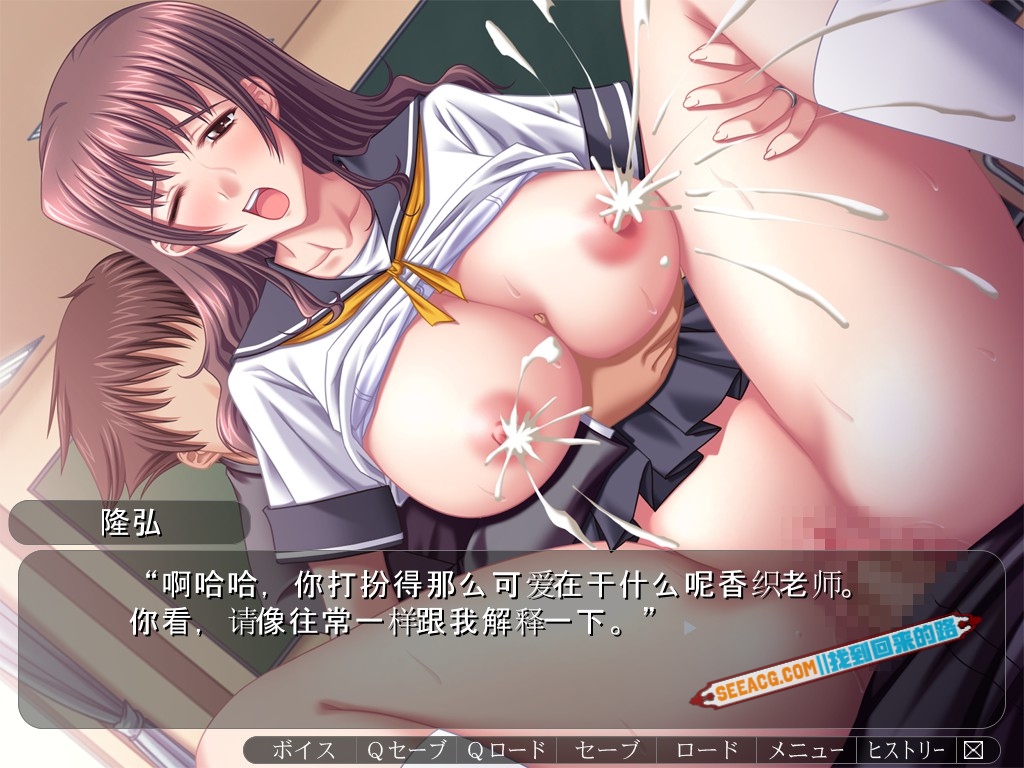 隆弘
“啊哈哈，你打扮得那么可爱在干什么呢香织老师。
你看，请像往常一样跟我解释一下。”
SEEACG.COM||找到回来的路
ボイス Qセーブ Qロード セーブ ロード メニュー ヒストリー